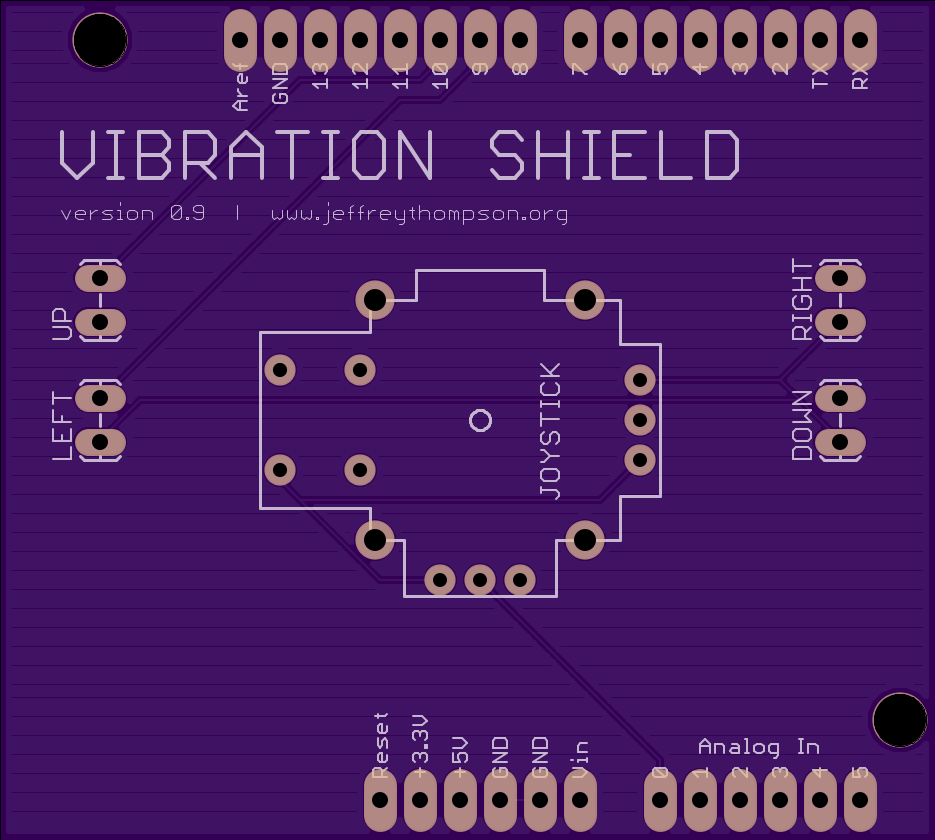 Aref GND 13 12 11 10 9 8 7 6 5 4 3 2 TX RX
VIBRATION SHIELD
version 0.9 | www.jeffreythompson.org
UP
RIGHT
LEFT
JOYSTICK
DOWN
Analog In
Reset +3.3V +5V GND GND Vin 0 1 2 3 4 5